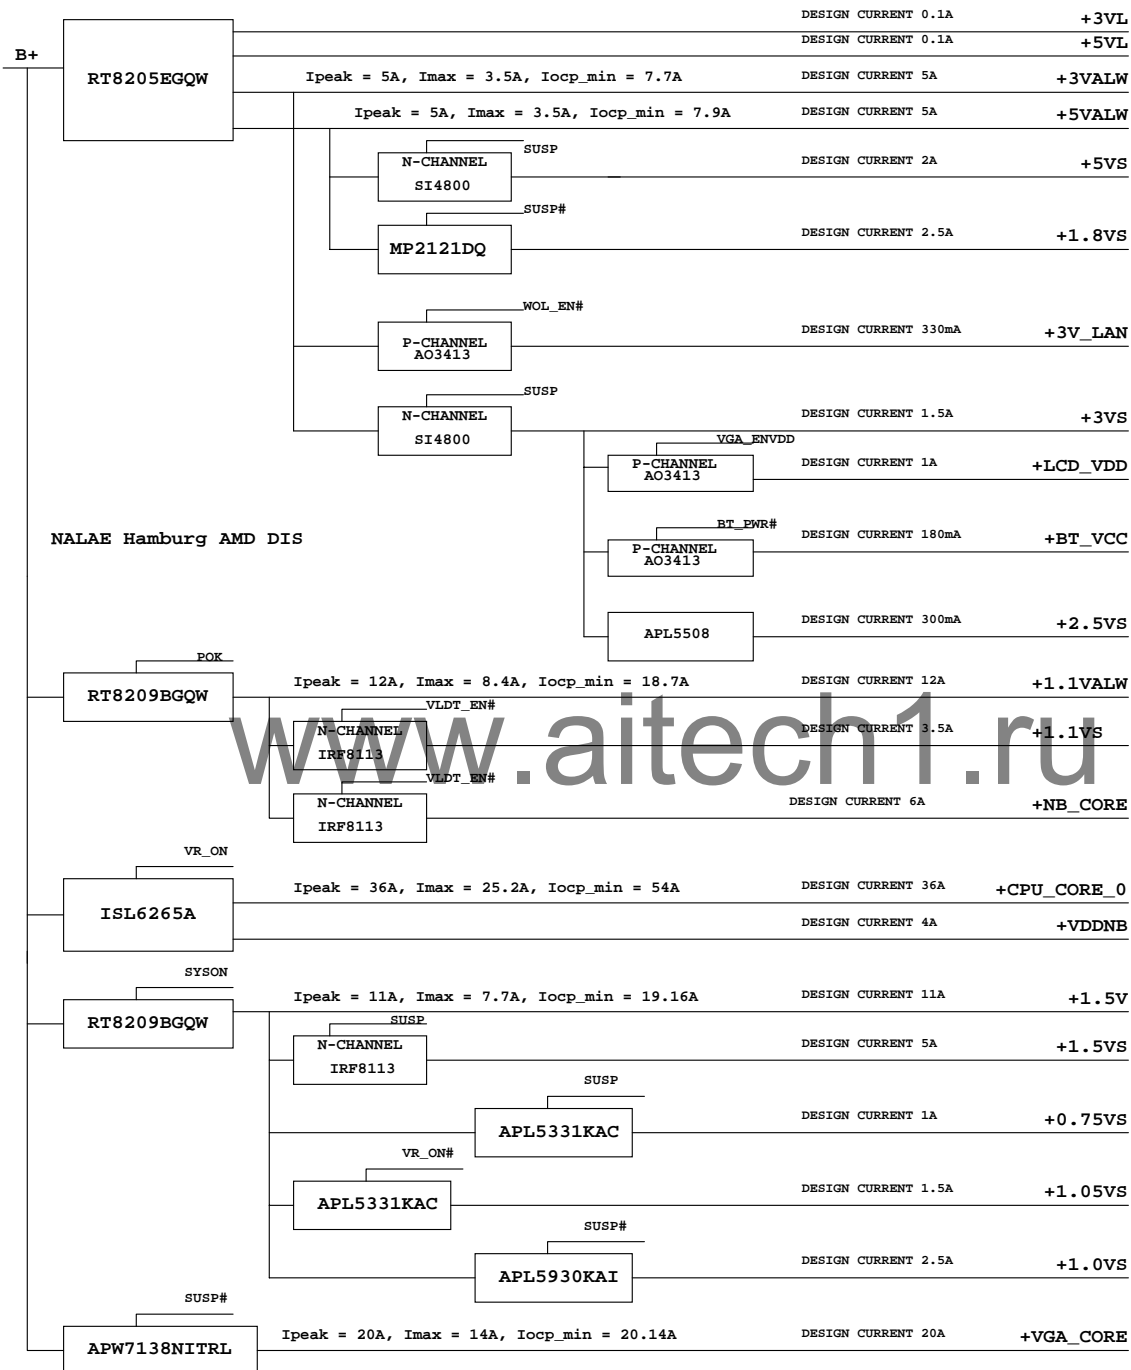 DESIGN CURRENT 0.1A +3VL
B+
DESIGN CURRENT 0.1A +5VL
RT8205EGQW
Ipeak = 5A, Imax = 3.5A, Iocp_min = 7.7A DESIGN CURRENT 5A +3VALW
Ipeak = 5A, Imax = 3.5A, Iocp_min = 7.9A DESIGN CURRENT 5A +5VALW
SUSP
N-CHANNEL
SI4800
DESIGN CURRENT 2A +5VS
SUSP#
MP2121DQ
DESIGN CURRENT 2.5A +1.8VS
WOL_EN#
P-CHANNEL
AO3413
DESIGN CURRENT 330mA +3V_LAN
SUSP
N-CHANNEL
SI4800
DESIGN CURRENT 1.5A +3VS
VGA_ENVDD
P-CHANNEL
AO3413
DESIGN CURRENT 1A +LCD_VDD
NALAE Hamburg AMD DIS
BT_PWR#
P-CHANNEL
AO3413
DESIGN CURRENT 180mA +BT_VCC
APL5508
DESIGN CURRENT 300mA +2.5VS
POK
RT8209BGQW
Ipeak = 12A, Imax = 8.4A, Iocp_min = 18.7A DESIGN CURRENT 12A +1.1VALW
VLDT_EN#
N-CHANNEL
IRF8113
DESIGN CURRENT 3.5A +1.1VS
www.aitech1.ru
VLDT_EN#
N-CHANNEL
IRF8113
DESIGN CURRENT 6A +NB_CORE
VR_ON
ISL6265A
Ipeak = 36A, Imax = 25.2A, Iocp_min = 54A DESIGN CURRENT 36A +CPU_CORE_0
DESIGN CURRENT 4A +VDDNB
SYSON
RT8209BGQW
Ipeak = 11A, Imax = 7.7A, Iocp_min = 19.16A DESIGN CURRENT 11A +1.5V
SUSP
N-CHANNEL
IRF8113
DESIGN CURRENT 5A +1.5VS
SUSP
APL5331KAC
DESIGN CURRENT 1A +0.75VS
VR_ON#
APL5331KAC
DESIGN CURRENT 1.5A +1.05VS
SUSP#
APL5930KAI
DESIGN CURRENT 2.5A +1.0VS
SUSP#
APW7138NITRL
Ipeak = 20A, Imax = 14A, Iocp_min = 20.14A DESIGN CURRENT 20A +VGA_CORE